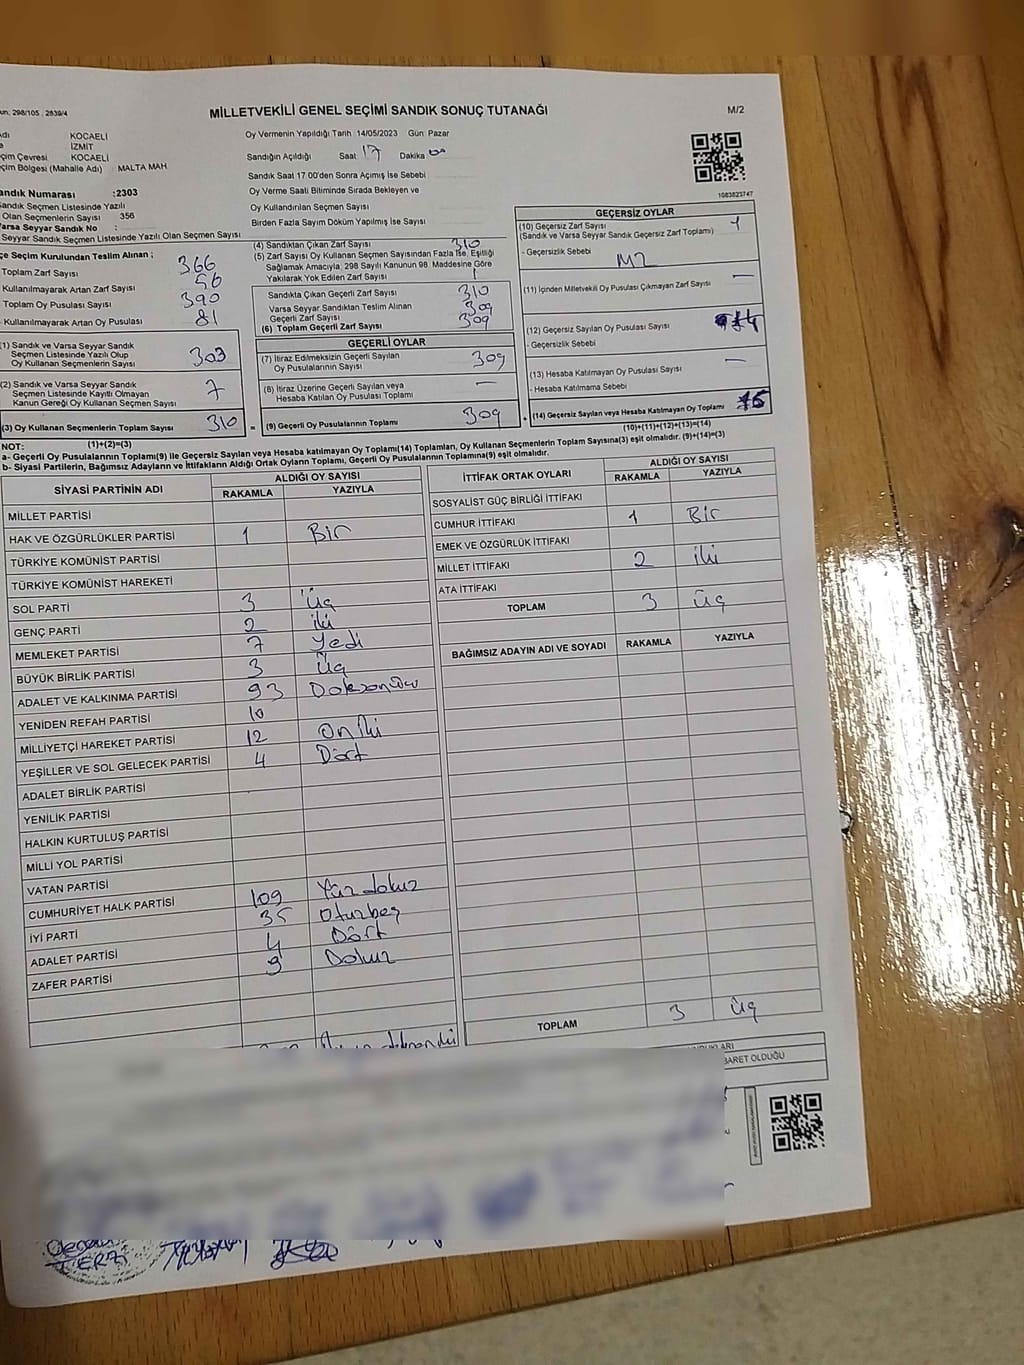 un: 298/105 2839/4
MİLLETVEKİLİ GENEL SEÇİMİ SANDIK SONUÇ TUTANAĞI
M/2
KOCAELİ
İZMİT
çim Çevresi KOCAELİ
çim Bölgesi (Mahalle Adı) MALTA MAH
andık Numarası :2303
Sandık Seçmen Listesinde Yazılı
Olan Seçmenlerin Sayısı 356
Varsa Seyyar Sandık No :
Seyyar Sandık Seçmen Listesinde Yazılı Olan Seçmen Sayısı
Oy Vermenin Yapıldığı Tarih 14/05/2023 Gün: Pazar
Sandığın Açıldığı Saat 17 Dakika 00
Sandık Saat 17.00'den Sonra Açımış İse Sebebi
Oy Verme Saati Bitiminde Sırada Bekleyen ve
Oy Kullandırılan Seçmen Sayısı
Birden Fazla Sayım Döküm Yapılmış İse Sayısı
1083823747
çe Seçim Kurulundan Teslim Alınan ;
Toplam Zarf Sayısı 366
Kullanılmayarak Artan Zarf Sayısı 56
Toplam Oy Pusulası Sayısı 390
Kullanılmayarak Artan Oy Pusulası 81
(1) Sandık ve Varsa Seyyar Sandık
Seçmen Listesinde Yazılı Olup
Oy Kullanan Seçmenlerin Sayısı 303
(2) Sandık ve Varsa Seyyar Sandık
Seçmen Listesinde Kayıtlı Olmayan
Kanun Gereği Oy Kullanan Seçmen Sayısı 7
(3) Oy Kullanan Seçmenlerin Toplam Sayısı 310
(1)+(2)=(3)
(4) Sandıktan Çıkan Zarf Sayısı 310
(5) Zarf Sayısı Oy Kullanan Seçmen Sayısından Fazla İse, Eşitliği
Sağlamak Amacıyla, 298 Sayılı Kanunun 98. Maddesine Göre
Yakılarak Yok Edilen Zarf Sayısı
Sandıkta Çıkan Geçerli Zarf Sayısı 310
Varsa Seyyar Sandıktan Teslim Alınan
Geçerli Zarf Sayısı 309
(6) Toplam Geçerli Zarf Sayısı 309
GEÇERLİ OYLAR
(7) İtiraz Edilmeksizin Geçerli Sayılan
Oy Pusulalarının Sayısı 309
(8) İtiraz Üzerine Geçerli Sayılan veya
Hesaba Katılan Oy Pusulası Toplamı —
(9) Geçerli Oy Pusulalarının Toplamı 309
GEÇERSİZ OYLAR
(10) Geçersiz Zarf Sayısı 1
(Sandık ve Varsa Seyyar Sandık Geçersiz Zarf Toplamı)
- Geçersizlik Sebebi
(11) İçinden Milletvekili Oy Pusulası Çıkmayan Zarf Sayısı —
(12) Geçersiz Sayılan Oy Pusulası Sayısı
- Geçersizlik Sebebi
(13) Hesaba Katılmayan Oy Pusulası Sayısı —
- Hesaba Katılmama Sebebi
(14) Geçersiz Sayılan veya Hesaba Katılmayan Oy Toplamı 15
(10)+(11)+(12)+(13)=(14)
NOT:
a- Geçerli Oy Pusulalarının Toplamı(9) ile Geçersiz Sayılan veya Hesaba katılmayan Oy Toplamı(14) Toplamları, Oy Kullanan Seçmenlerin Toplam Sayısına(3) eşit olmalıdır. (9)+(14)=(3)
b- Siyasi Partilerin, Bağımsız Adayların ve İttifakların Aldığı Ortak Oyların Toplamı, Geçerli Oy Pusulalarının Toplamına(9) eşit olmalıdır.
SİYASİ PARTİNİN ADI ALDIĞI OY SAYISI
RAKAMLA YAZIYLA
MİLLET PARTİSİ
HAK VE ÖZGÜRLÜKLER PARTİSİ 1 Bir
TÜRKİYE KOMÜNİST PARTİSİ
TÜRKİYE KOMÜNİST HAREKETİ
SOL PARTİ 3 Üç
GENÇ PARTİ 2 iki
MEMLEKET PARTİSİ 7 Yedi
BÜYÜK BİRLİK PARTİSİ 3 Üç
ADALET VE KALKINMA PARTİSİ 93 Doksanüç
YENİDEN REFAH PARTİSİ 10
MİLLİYETÇİ HAREKET PARTİSİ 12 Oniki
YEŞİLLER VE SOL GELECEK PARTİSİ 4 Dört
ADALET BİRLİK PARTİSİ
YENİLİK PARTİSİ
HALKIN KURTULUŞ PARTİSİ
MİLLİ YOL PARTİSİ
VATAN PARTİSİ
CUMHURİYET HALK PARTİSİ 109 Yüzdokuz
İYİ PARTİ 35 Otuzbeş
ADALET PARTİSİ 4 Dört
ZAFER PARTİSİ 9 Dokuz
İTTİFAK ORTAK OYLARI ALDIĞI OY SAYISI
RAKAMLA YAZIYLA
SOSYALİST GÜÇ BİRLİĞİ İTTİFAKI
CUMHUR İTTİFAKI 1 Bir
EMEK VE ÖZGÜRLÜK İTTİFAKI
MİLLET İTTİFAKI 2 iki
ATA İTTİFAKI
TOPLAM 3 üç
BAĞIMSIZ ADAYIN ADI VE SOYADI RAKAMLA YAZIYLA
TOPLAM 3 üç
BARET OLDUĞU
TERZİ